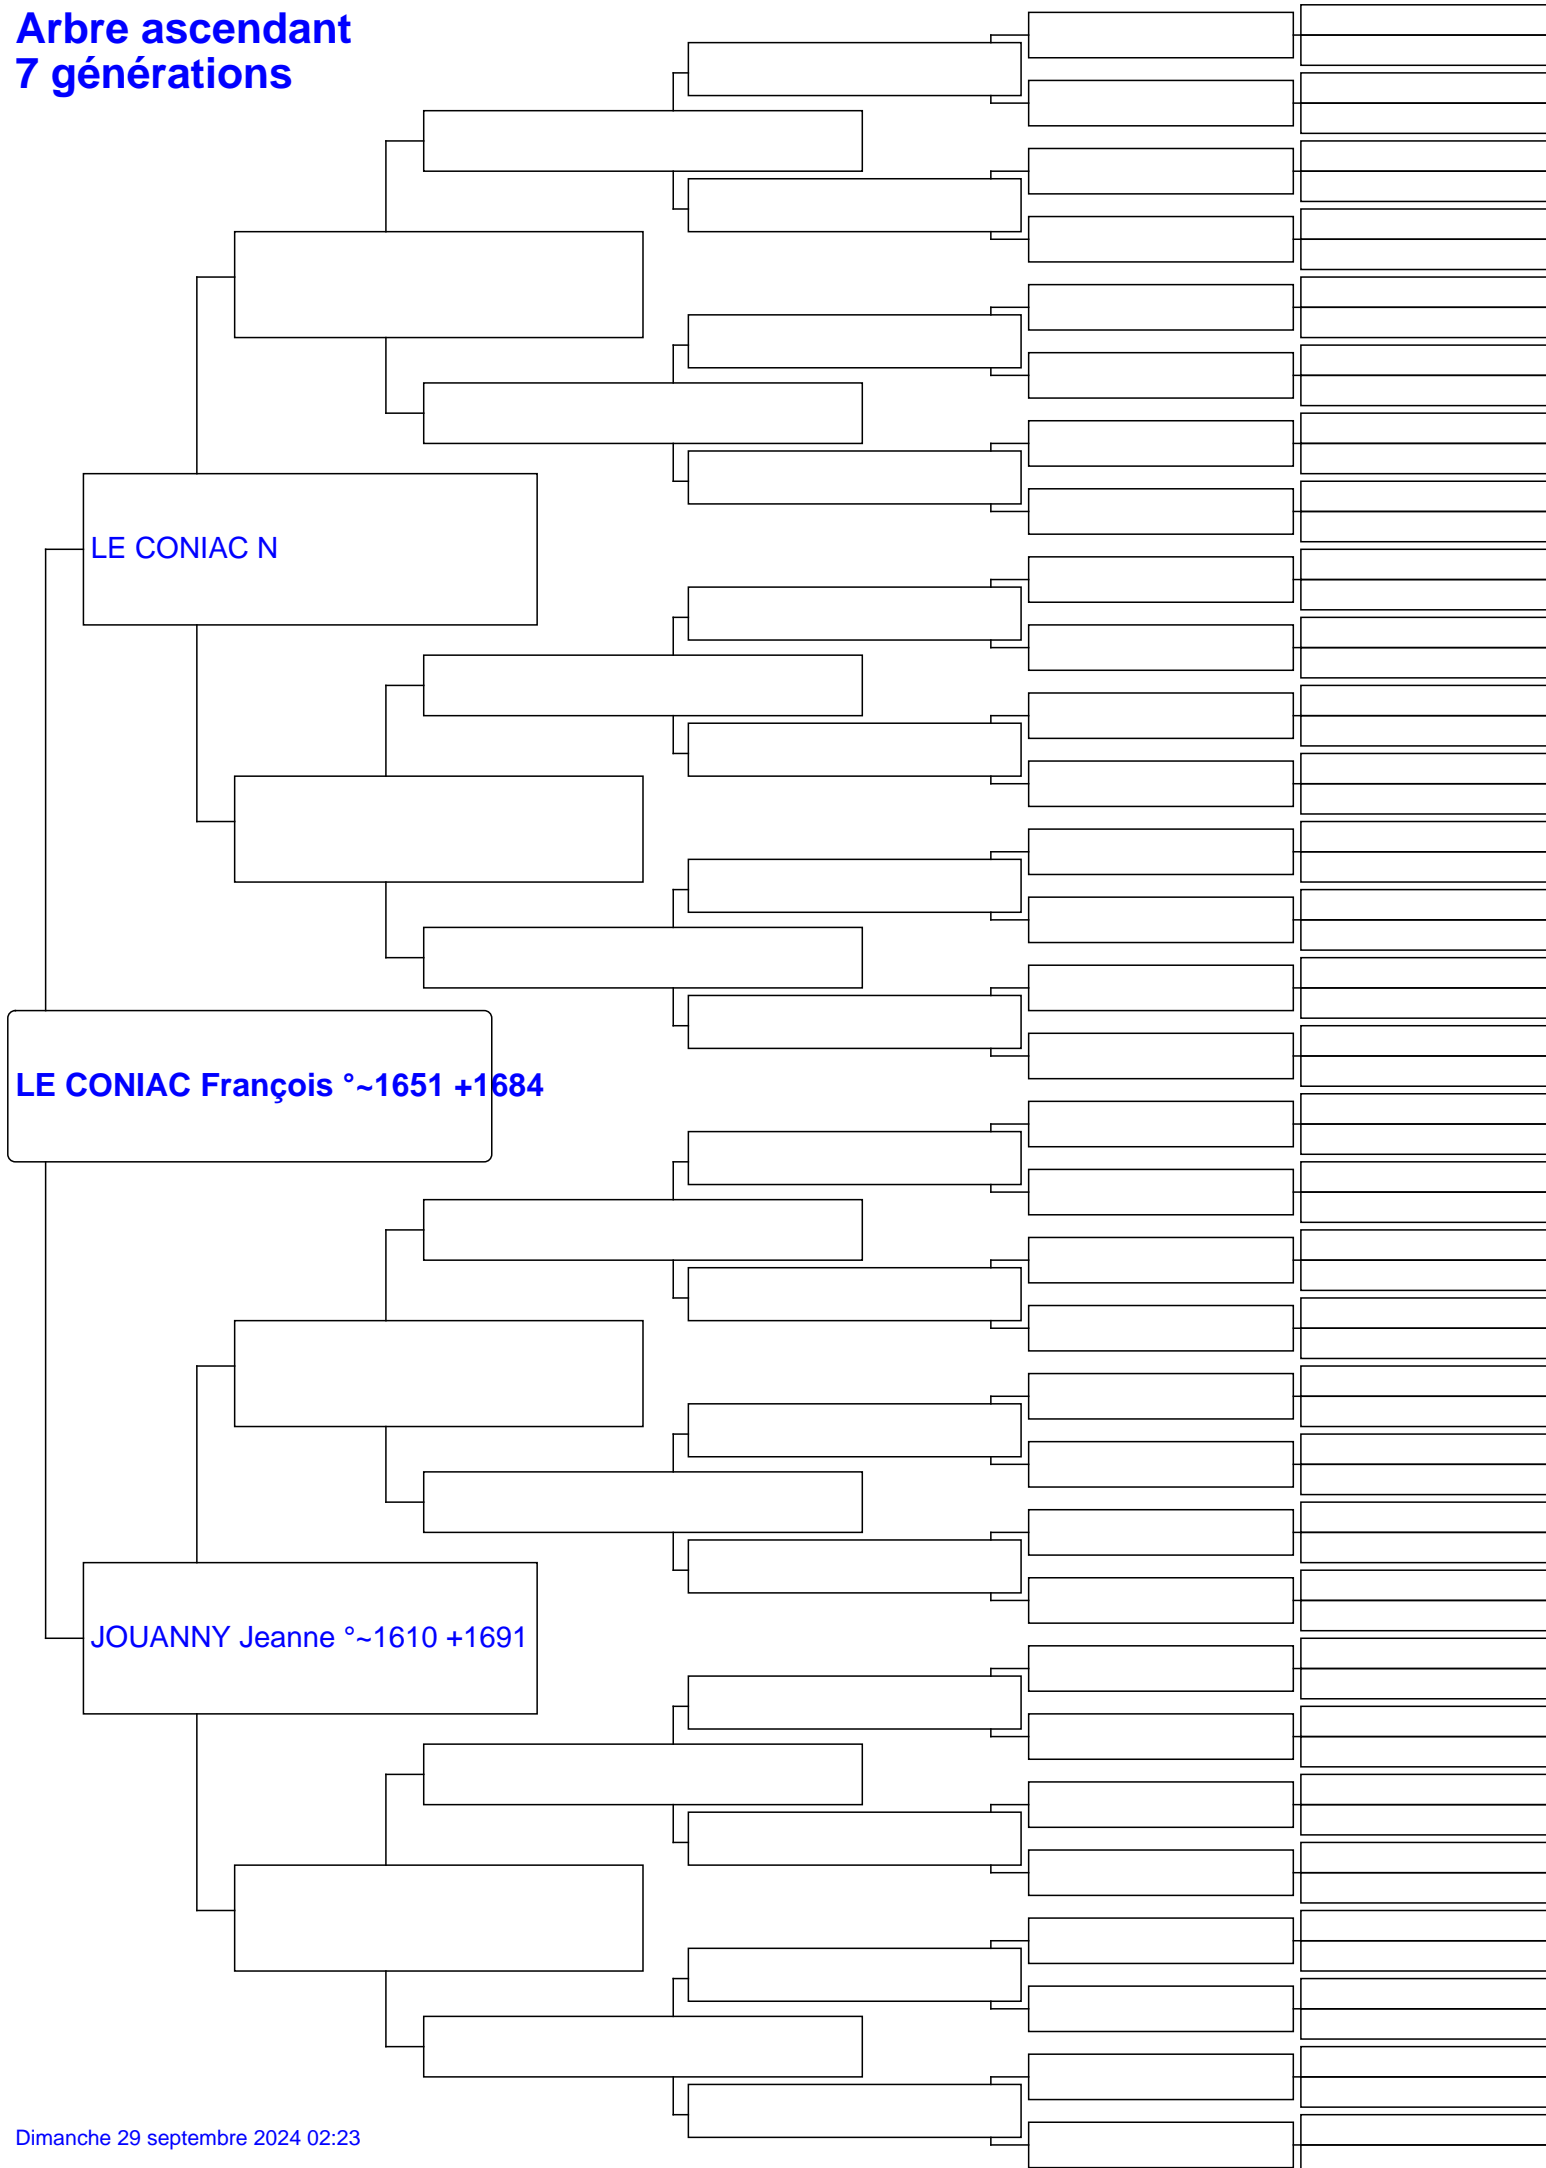 Arbre ascendant
7 générations
LE CONIAC N
LE CONIAC François °~1651 +1684
JOUANNY Jeanne °~1610 +1691
Dimanche 29 septembre 2024 02:23